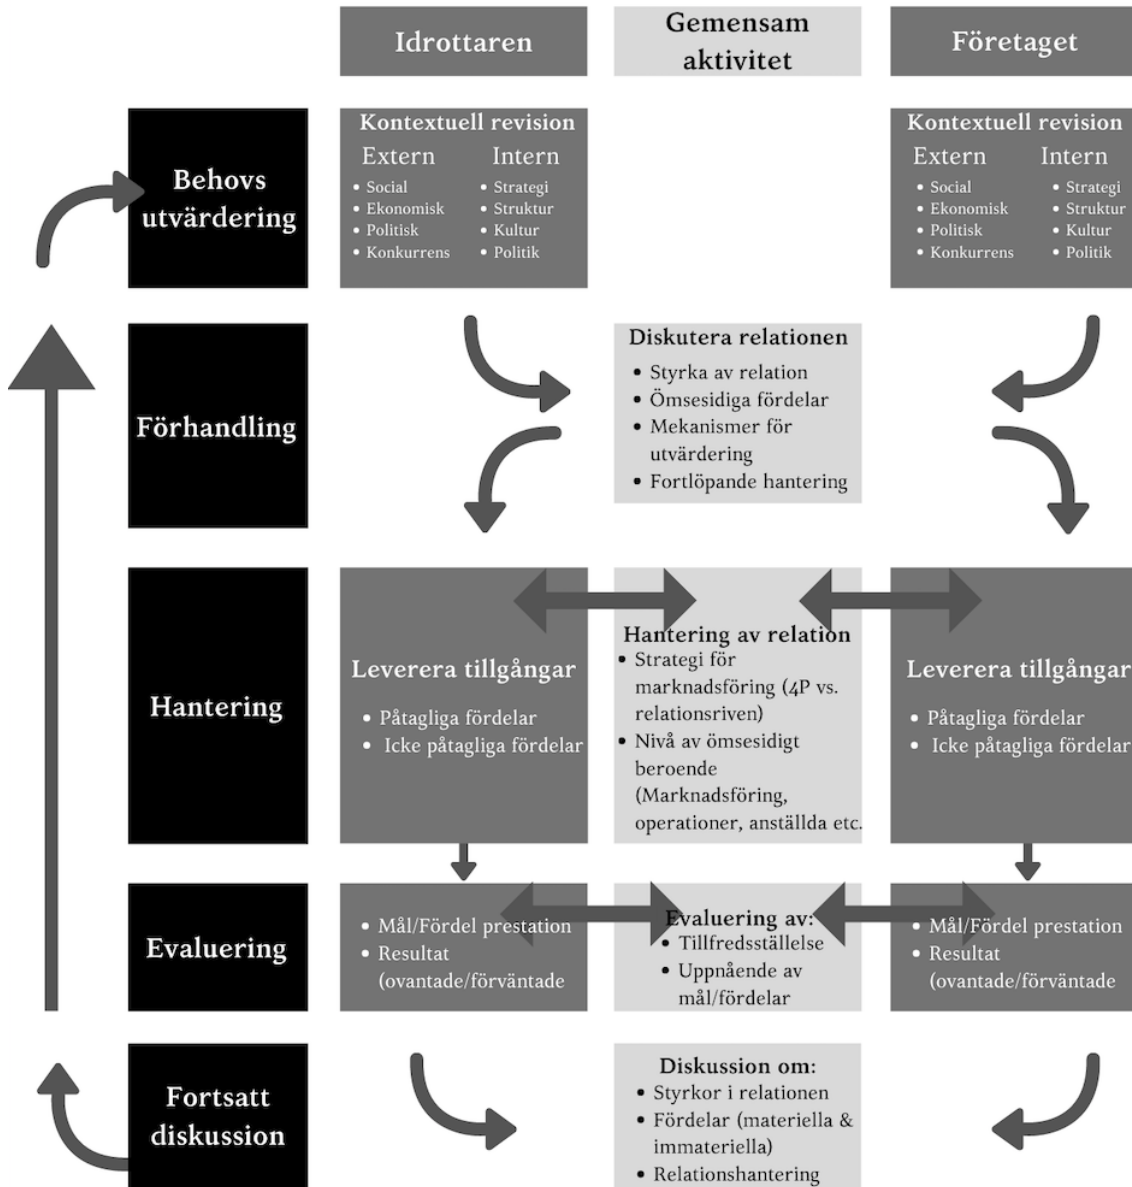 Idrottaren
Gemensam
aktivitet
Företaget
Behovs
utvärdering
Kontextuell revision
Extern
Intern
• Social
• Ekonomisk
• Politisk
• Konkurrens
• Strategi
• Struktur
• Kultur
• Politik
Kontextuell revision
Extern
Intern
• Social
• Ekonomisk
• Politisk
• Konkurrens
• Strategi
• Struktur
• Kultur
• Politik
Förhandling
Diskutera relationen
• Styrka av relation
• Ömsesidiga fördelar
• Mekanismer för
utvärdering
• Fortlöpande hantering
Hantering
Leverera tillgångar
• Påtagliga fördelar
• Icke påtagliga fördelar
Hantering av relation
• Strategi för
marknadsföring (4P vs.
relationsriven)
• Nivå av ömsesidigt
beroende
(Marknadsföring,
operationer, anställda etc.
Leverera tillgångar
• Påtagliga fördelar
• Icke påtagliga fördelar
Evaluering
• Mål/Fördel prestation
• Resultat
(ovantade/förväntade
Evaluering av:
• Tillfredsställelse
• Uppnående av
mål/fördelar
• Mål/Fördel prestation
• Resultat
(ovantade/förväntade
Fortsatt
diskussion
Diskussion om:
• Styrkor i relationen
• Fördelar (materiella &
immateriella)
• Relationshantering